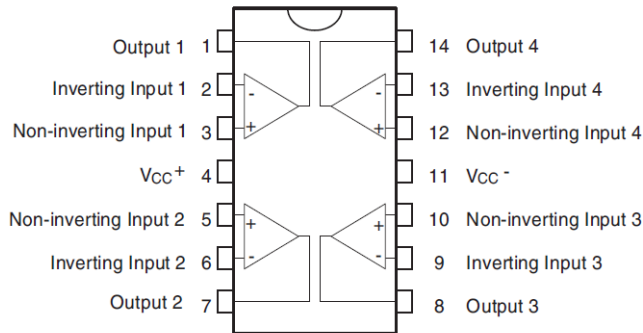 Output 1 1
Inverting Input 1 2
Non-inverting Input 1 3
VCC+ 4
Non-inverting Input 2 5
Inverting Input 2 6
Output 2 7
14 Output 4
13 Inverting Input 4
12 Non-inverting Input 4
11 VCC -
10 Non-inverting Input 3
9 Inverting Input 3
8 Output 3
- +
- +
+ -
+ -